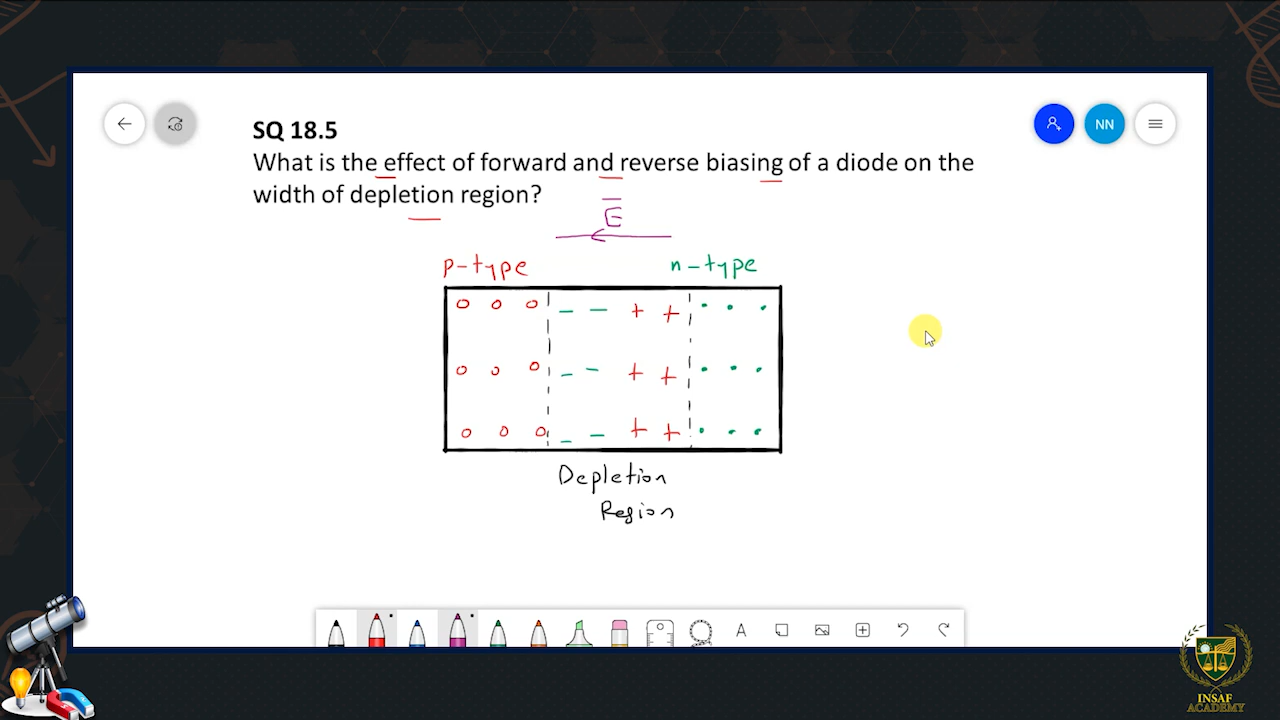 SQ 18.5
NN
What is the effect of forward and reverse biasing of a diode on the
width of depletion region?
E
p-type
n-type
Depletion
Region
A
INSAF
ACADEMY